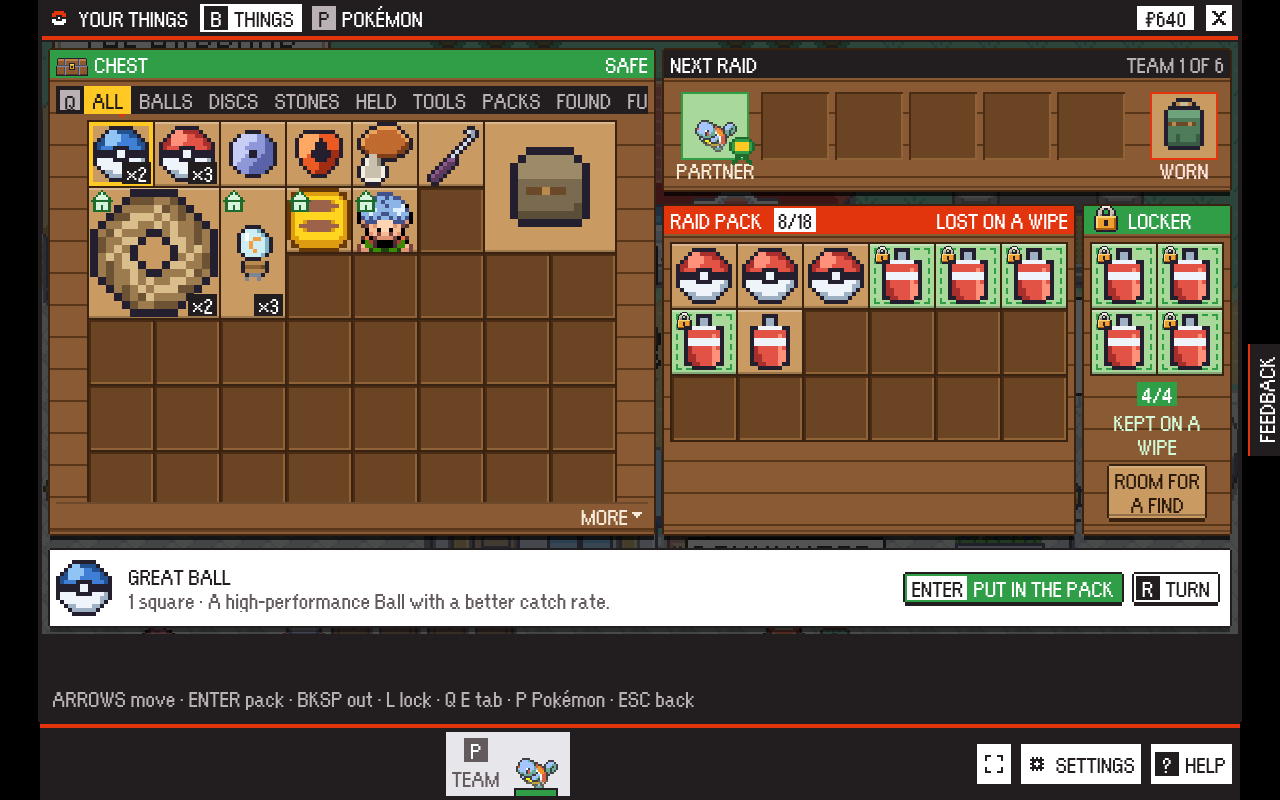 YOUR THINGS B THINGS P POKÉMON ₽640 X
CHEST SAFE
NEXT RAID TEAM 1 OF 6
Q ALL BALLS DISCS STONES HELD TOOLS PACKS FOUND FU
×2 ×3
PARTNER WORN
RAID PACK 8/18 LOST ON A WIPE
LOCKER
×2 ×3
4/4
KEPT ON A
WIPE
ROOM FOR
A FIND
MORE
FEEDBACK
GREAT BALL
1 square · A high-performance Ball with a better catch rate.
ENTER PUT IN THE PACK R TURN
ARROWS move · ENTER pack · BKSP out · L lock · Q E tab · P Pokémon · ESC back
P
TEAM
SETTINGS ? HELP